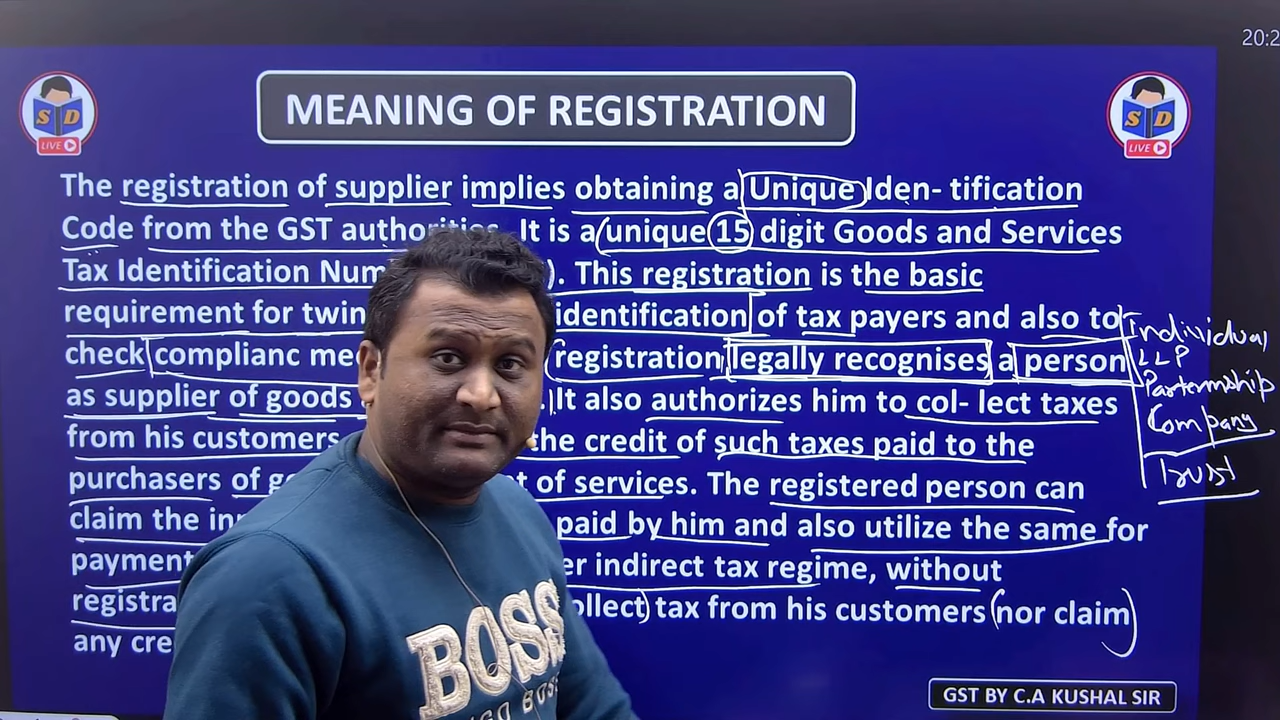 20:2
SD
LIVE
MEANING OF REGISTRATION
SD
LIVE
The registration of supplier implies obtaining a Unique Iden- tification
Code from the GST authorities. It is a unique 15 digit Goods and Services
Tax Identification Num ). This registration is the basic
requirement for twin identification of tax payers and also to
check complianc me registration legally recognises a person
as supplier of goods .) It also authorizes him to col- lect taxes
from his customers the credit of such taxes paid to the
purchasers of g t of services. The registered person can
claim the in paid by him and also utilize the same for
payment er indirect tax regime, without
registra ollect tax from his customers nor claim
any cre
Individual
LLP
Parternship
Company
Trust
BOSS
HUGO BOSS
GST BY C.A KUSHAL SIR